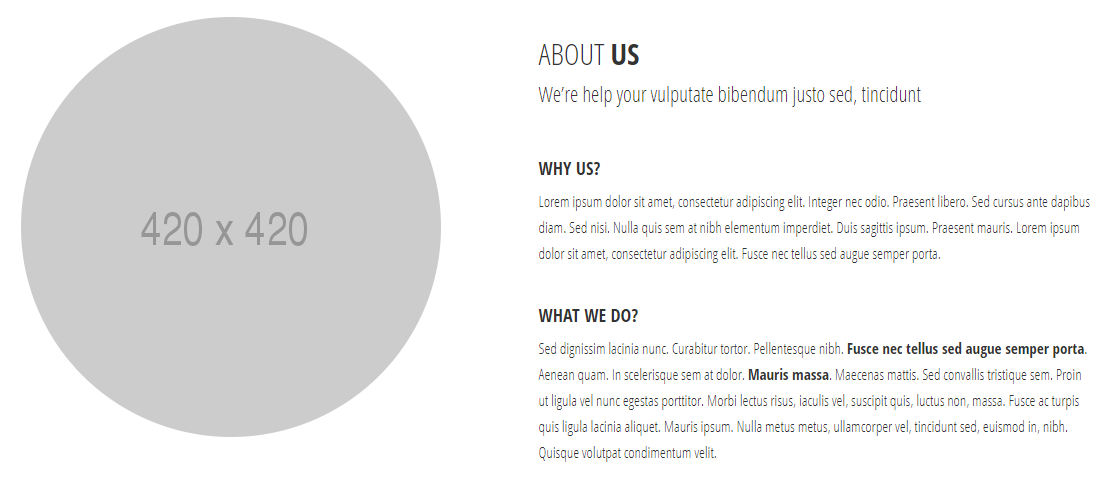 420 x 420
ABOUT US
We’re help your vulputate bibendum justo sed, tincidunt
WHY US?
Lorem ipsum dolor sit amet, consectetur adipiscing elit. Integer nec odio. Praesent libero. Sed cursus ante dapibus
diam. Sed nisi. Nulla quis sem at nibh elementum imperdiet. Duis sagittis ipsum. Praesent mauris. Lorem ipsum
dolor sit amet, consectetur adipiscing elit. Fusce nec tellus sed augue semper porta.
WHAT WE DO?
Sed dignissim lacinia nunc. Curabitur tortor. Pellentesque nibh. Fusce nec tellus sed augue semper porta.
Aenean quam. In scelerisque sem at dolor. Mauris massa. Maecenas mattis. Sed convallis tristique sem. Proin
ut ligula vel nunc egestas porttitor. Morbi lectus risus, iaculis vel, suscipit quis, luctus non, massa. Fusce ac turpis
quis ligula lacinia aliquet. Mauris ipsum. Nulla metus metus, ullamcorper vel, tincidunt sed, euismod in, nibh.
Quisque volutpat condimentum velit.